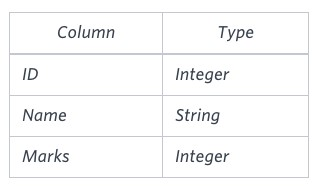 Column Type
ID Integer
Name String
Marks Integer